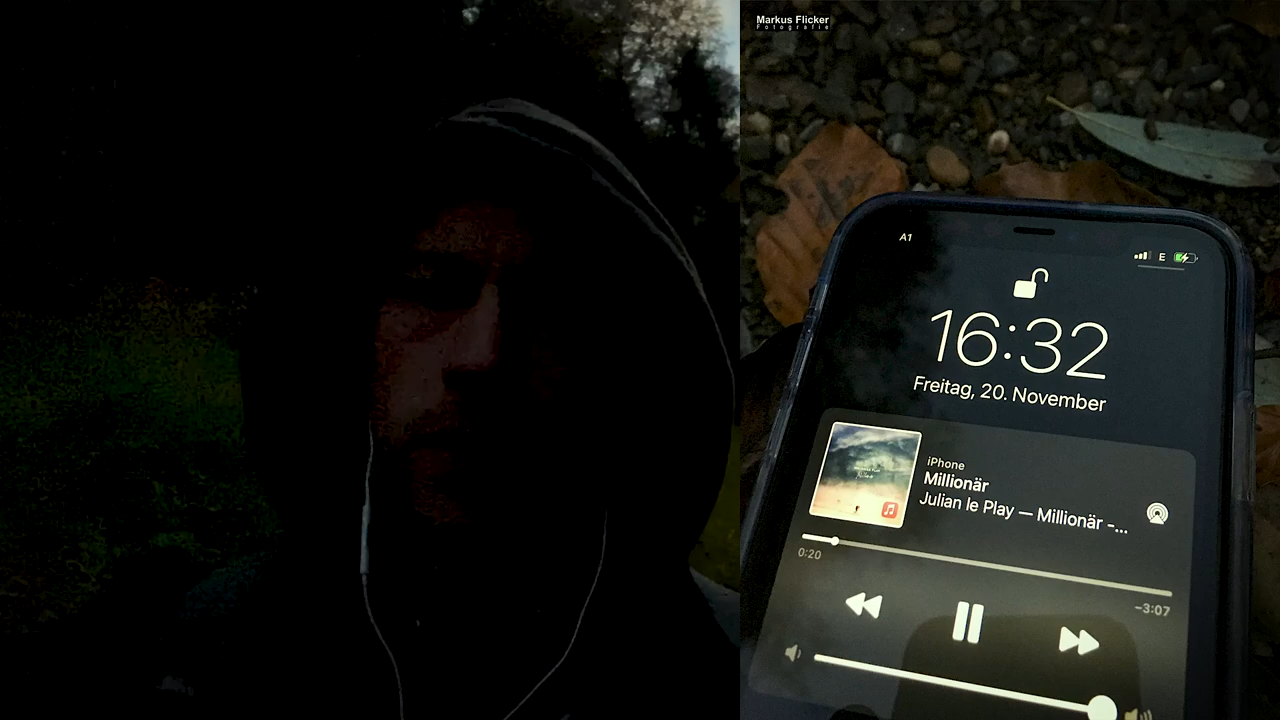 Markus Flicker
Fotografie
A1
E
16:32
Freitag, 20. November
iPhone
Millionär
Julian le Play — Millionär -...
0:20
-3:07